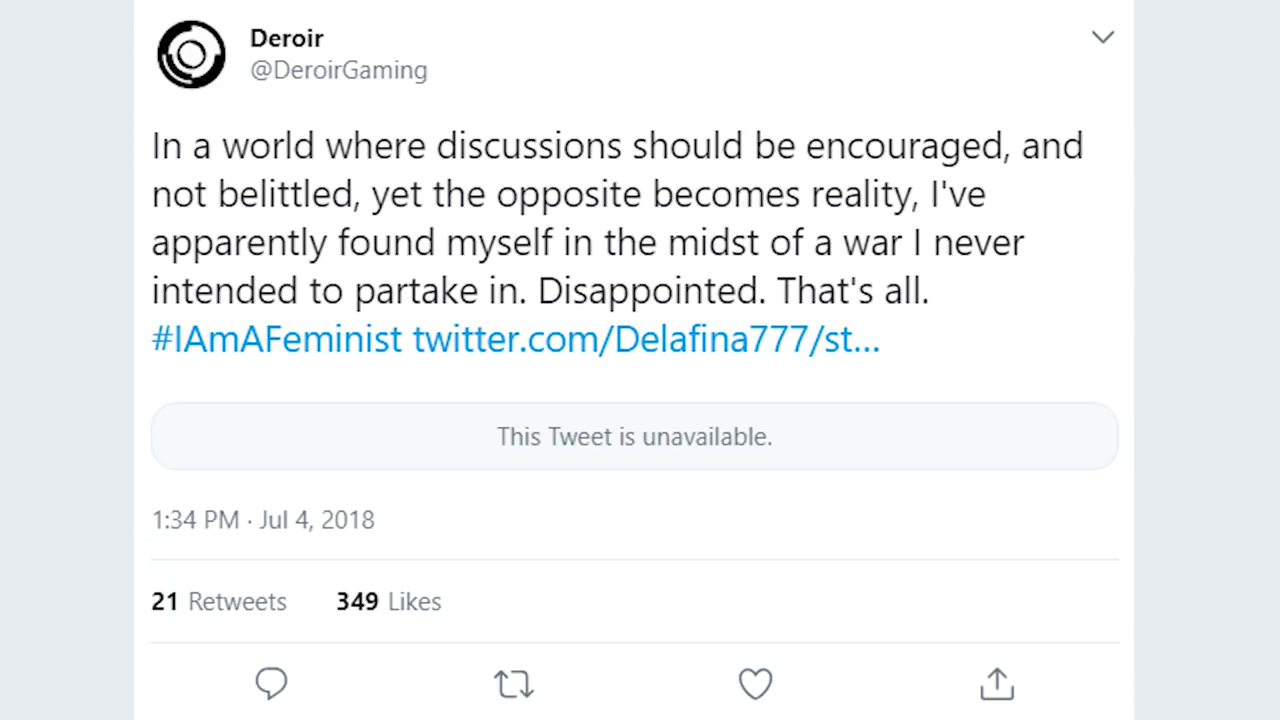 Deroir
@DeroirGaming
In a world where discussions should be encouraged, and
not belittled, yet the opposite becomes reality, I've
apparently found myself in the midst of a war I never
intended to partake in. Disappointed. That's all.
#IAmAFeminist twitter.com/Delafina777/st...
This Tweet is unavailable.
1:34 PM · Jul 4, 2018
21 Retweets 349 Likes